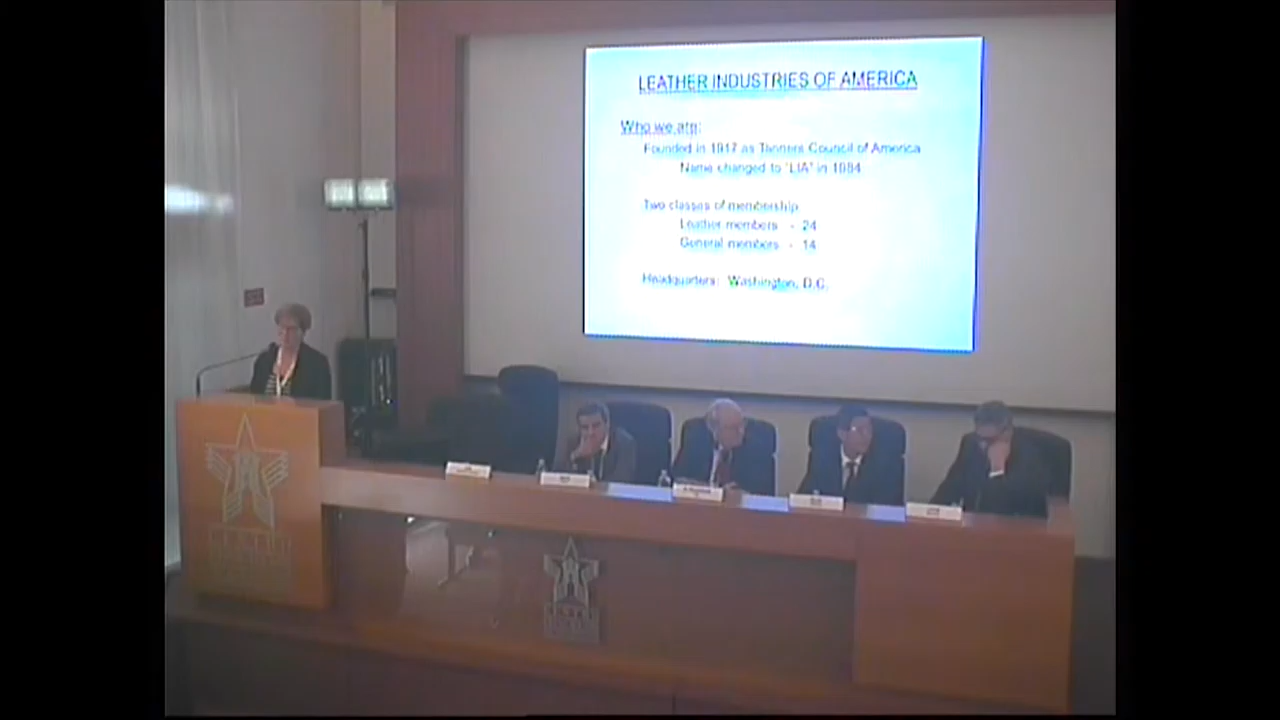 LEATHER INDUSTRIES OF AMERICA
Who we are:
Founded in 1917 as Tanners Council of America
Name changed to "LIA" in 1984
Two classes of membership
Leather members - 24
General members - 14
Headquarters: Washington, D.C.